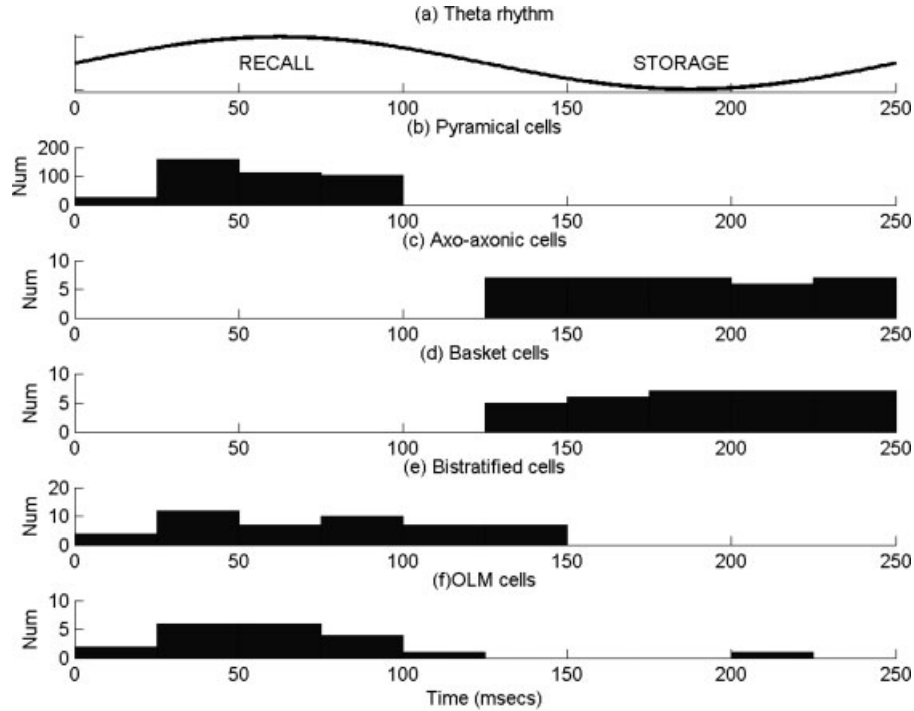 (a) Theta rhythm
RECALL STORAGE
0 50 100 150 200 250
(b) Pyramical cells
Num
200
100
0
0 50 100 150 200 250
(c) Axo-axonic cells
Num
10
5
0
0 50 100 150 200 250
(d) Basket cells
Num
10
5
0
0 50 100 150 200 250
(e) Bistratified cells
Num
20
10
0
0 50 100 150 200 250
(f)OLM cells
Num
10
5
0
0 50 100 150 200 250
Time (msecs)